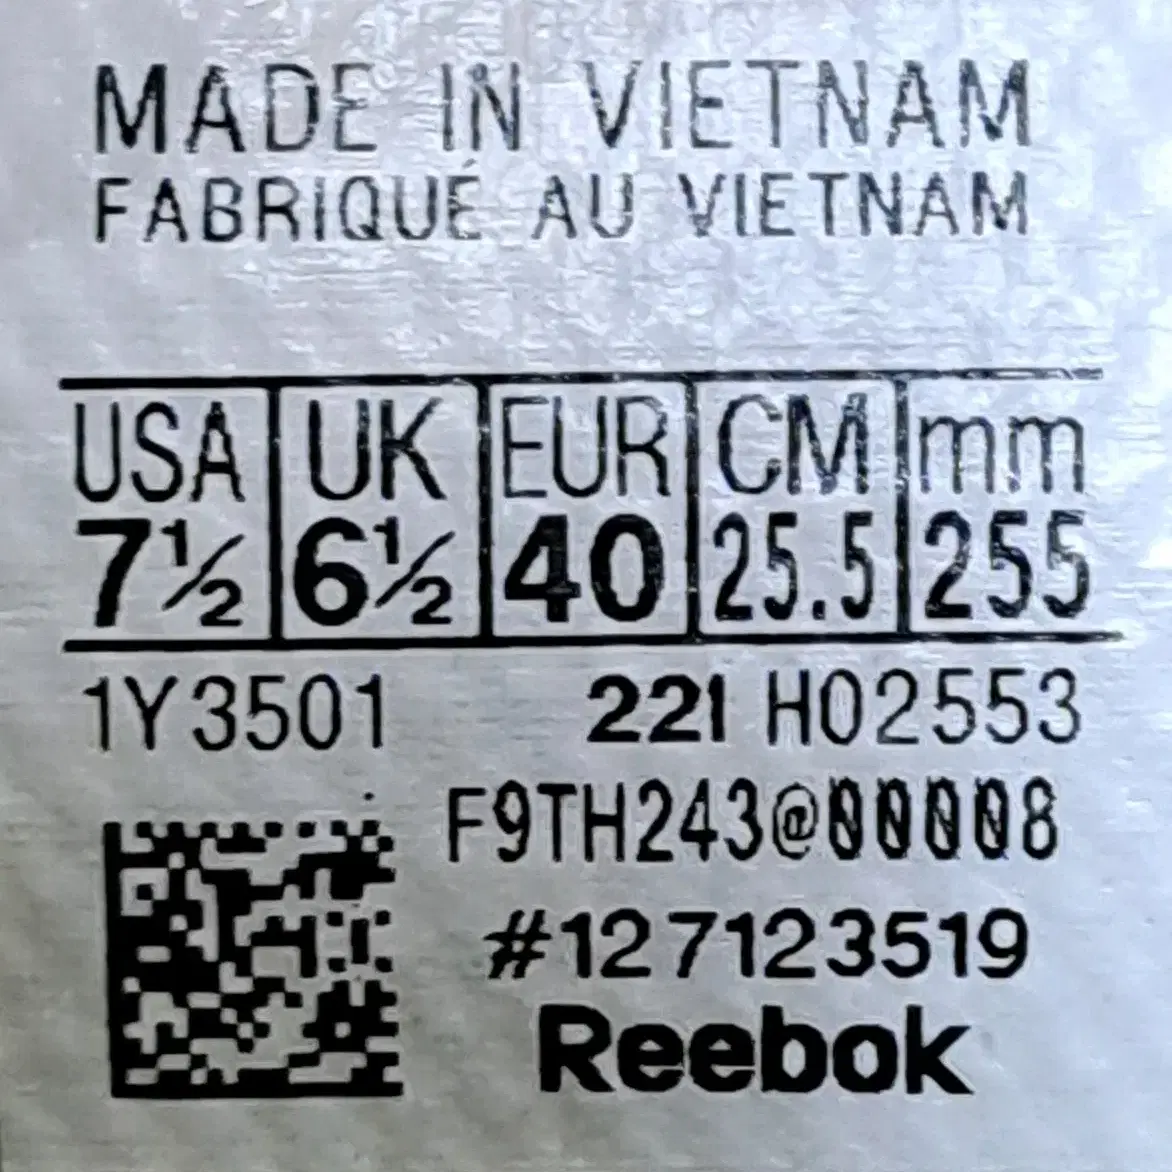 MADE IN VIETNAM
FABRIQUÉ AU VIETNAM
USA UK EUR CM mm
7½ 6½ 40 25.5 255
1Y3501 221 H02553
F9TH243@00008
#127123519
Reebok